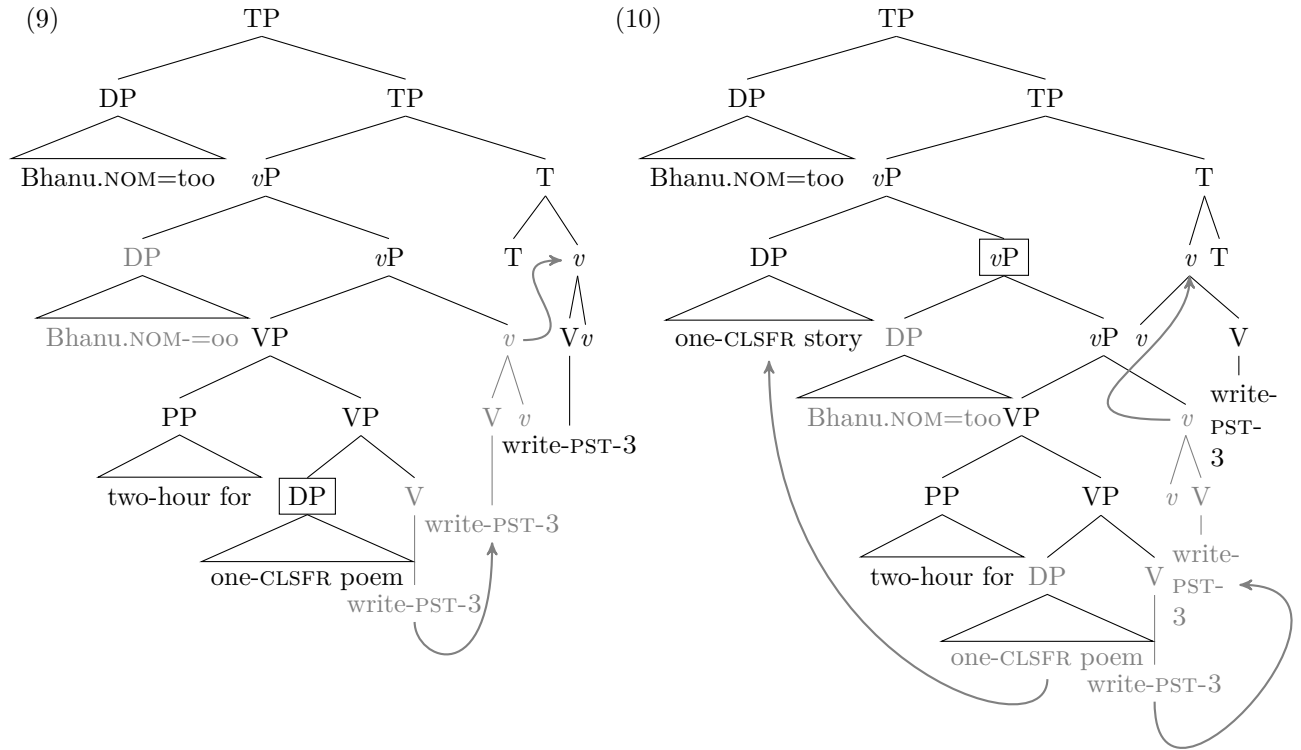 (9) TP (10) TP
DP TP DP TP
Bhanu.NOM=too vP T Bhanu.NOM=too vP T
DP vP T v DP vP v T
Bhanu.NOM-=oo VP v V v one-CLSFR story DP vP v V
PP VP V v write-PST-3 Bhanu.NOM=too VP v write-
PST-
3
two-hour for DP V write-PST-3 PP VP v V
one-CLSFR poem two-hour for DP V write-
PST-
3
write-PST-3 one-CLSFR poem
write-PST-3